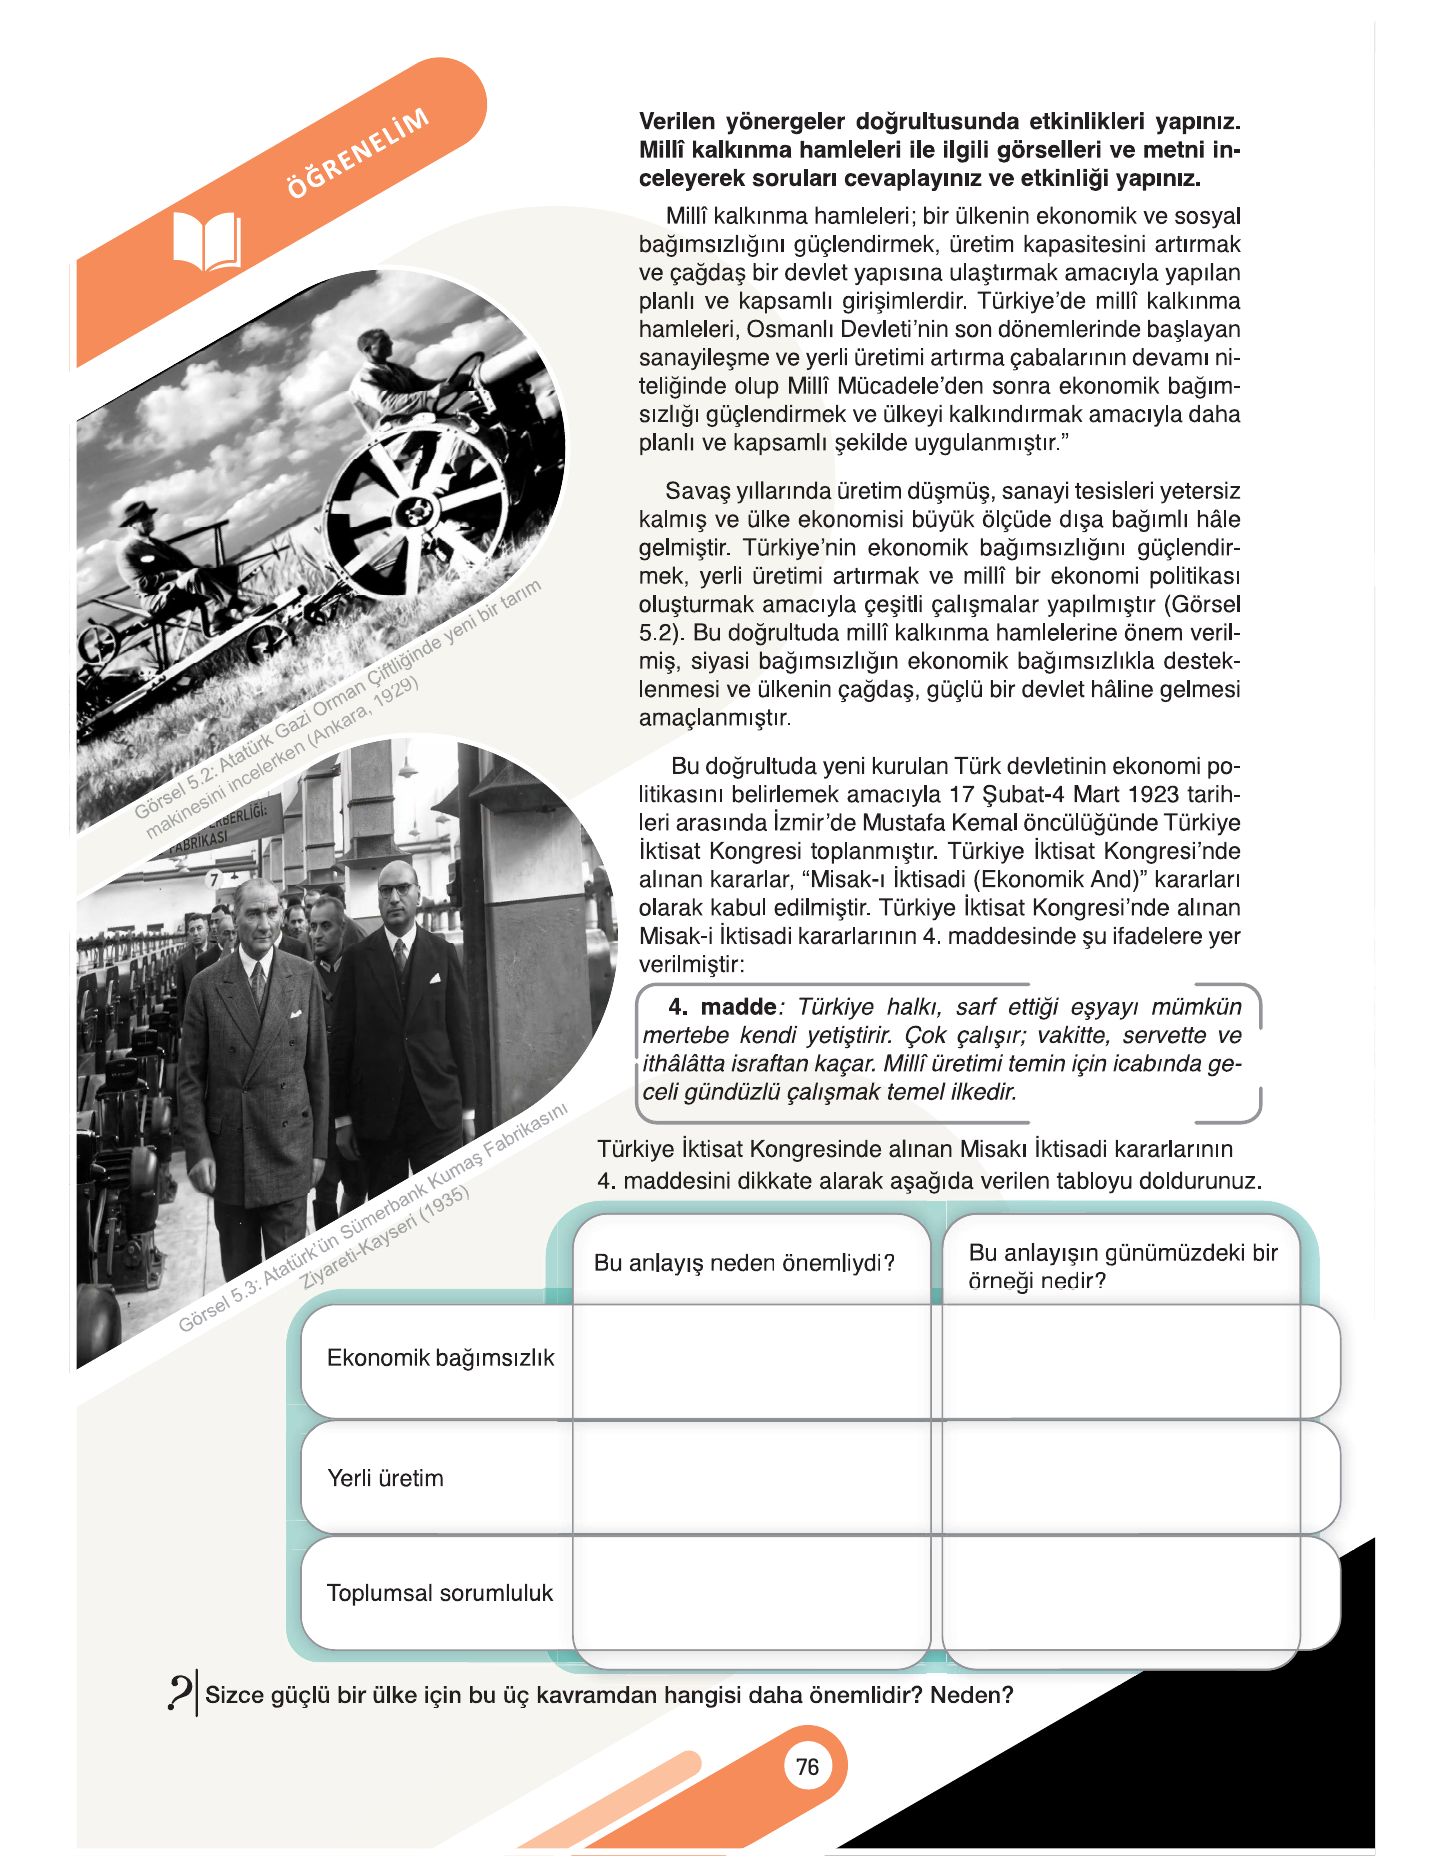 ÖĞRENELİM
Verilen yönergeler doğrultusunda etkinlikleri yapınız.
Millî kalkınma hamleleri ile ilgili görselleri ve metni in-
celeyerek soruları cevaplayınız ve etkinliği yapınız.
Millî kalkınma hamleleri; bir ülkenin ekonomik ve sosyal
bağımsızlığını güçlendirmek, üretim kapasitesini artırmak
ve çağdaş bir devlet yapısına ulaştırmak amacıyla yapılan
planlı ve kapsamlı girişimlerdir. Türkiye’de millî kalkınma
hamleleri, Osmanlı Devleti’nin son dönemlerinde başlayan
sanayileşme ve yerli üretimi artırma çabalarının devamı ni-
teliğinde olup Millî Mücadele’den sonra ekonomik bağım-
sızlığı güçlendirmek ve ülkeyi kalkındırmak amacıyla daha
planlı ve kapsamlı şekilde uygulanmıştır.”
Savaş yıllarında üretim düşmüş, sanayi tesisleri yetersiz
kalmış ve ülke ekonomisi büyük ölçüde dışa bağımlı hâle
gelmiştir. Türkiye’nin ekonomik bağımsızlığını güçlendir-
mek, yerli üretimi artırmak ve millî bir ekonomi politikası
oluşturmak amacıyla çeşitli çalışmalar yapılmıştır (Görsel
5.2). Bu doğrultuda millî kalkınma hamlelerine önem veril-
miş, siyasi bağımsızlığın ekonomik bağımsızlıkla destek-
lenmesi ve ülkenin çağdaş, güçlü bir devlet hâline gelmesi
amaçlanmıştır.
Bu doğrultuda yeni kurulan Türk devletinin ekonomi po-
litikasını belirlemek amacıyla 17 Şubat-4 Mart 1923 tarih-
leri arasında İzmir’de Mustafa Kemal öncülüğünde Türkiye
İktisat Kongresi toplanmıştır. Türkiye İktisat Kongresi’nde
alınan kararlar, “Misak-ı İktisadi (Ekonomik And)” kararları
olarak kabul edilmiştir. Türkiye İktisat Kongresi’nde alınan
Misak-i İktisadi kararlarının 4. maddesinde şu ifadelere yer
verilmiştir:
4. madde: Türkiye halkı, sarf ettiği eşyayı mümkün
mertebe kendi yetiştirir. Çok çalışır; vakitte, servette ve
ithâlâtta israftan kaçar. Millî üretimi temin için icabında ge-
celi gündüzlü çalışmak temel ilkedir.
Görsel 5.2: Atatürk Gazi Orman Çiftliğinde yeni bir tarım
makinesini incelerken (Ankara, 1929)
ERBERLİĞİ:
FABRİKASI
7
Görsel 5.3: Atatürk’ün Sümerbank Kumaş Fabrikasını
Ziyareti-Kayseri (1935)
Türkiye İktisat Kongresinde alınan Misakı İktisadi kararlarının
4. maddesini dikkate alarak aşağıda verilen tabloyu doldurunuz.
Bu anlayış neden önemliydi?
Bu anlayışın günümüzdeki bir
örneği nedir?
Ekonomik bağımsızlık
Yerli üretim
Toplumsal sorumluluk
? Sizce güçlü bir ülke için bu üç kavramdan hangisi daha önemlidir? Neden?
76